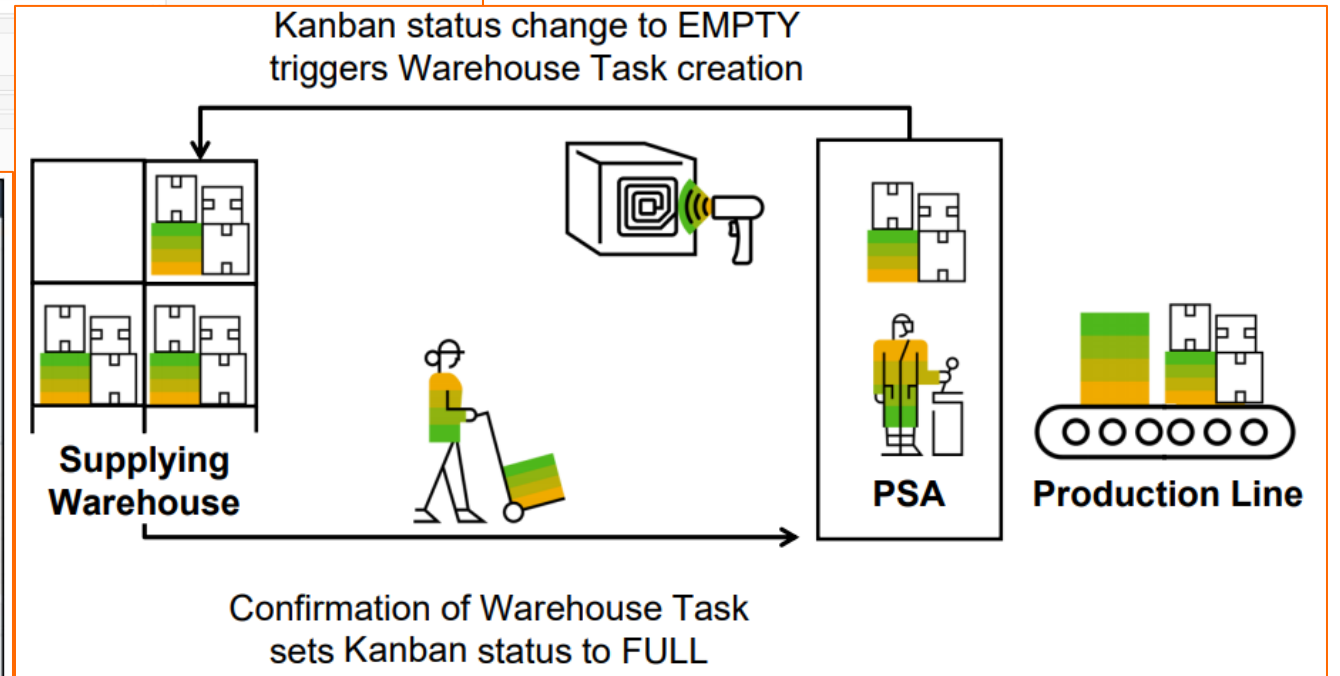 Kanban status change to EMPTY
triggers Warehouse Task creation
Supplying
Warehouse
PSA
Production Line
Confirmation of Warehouse Task
sets Kanban status to FULL